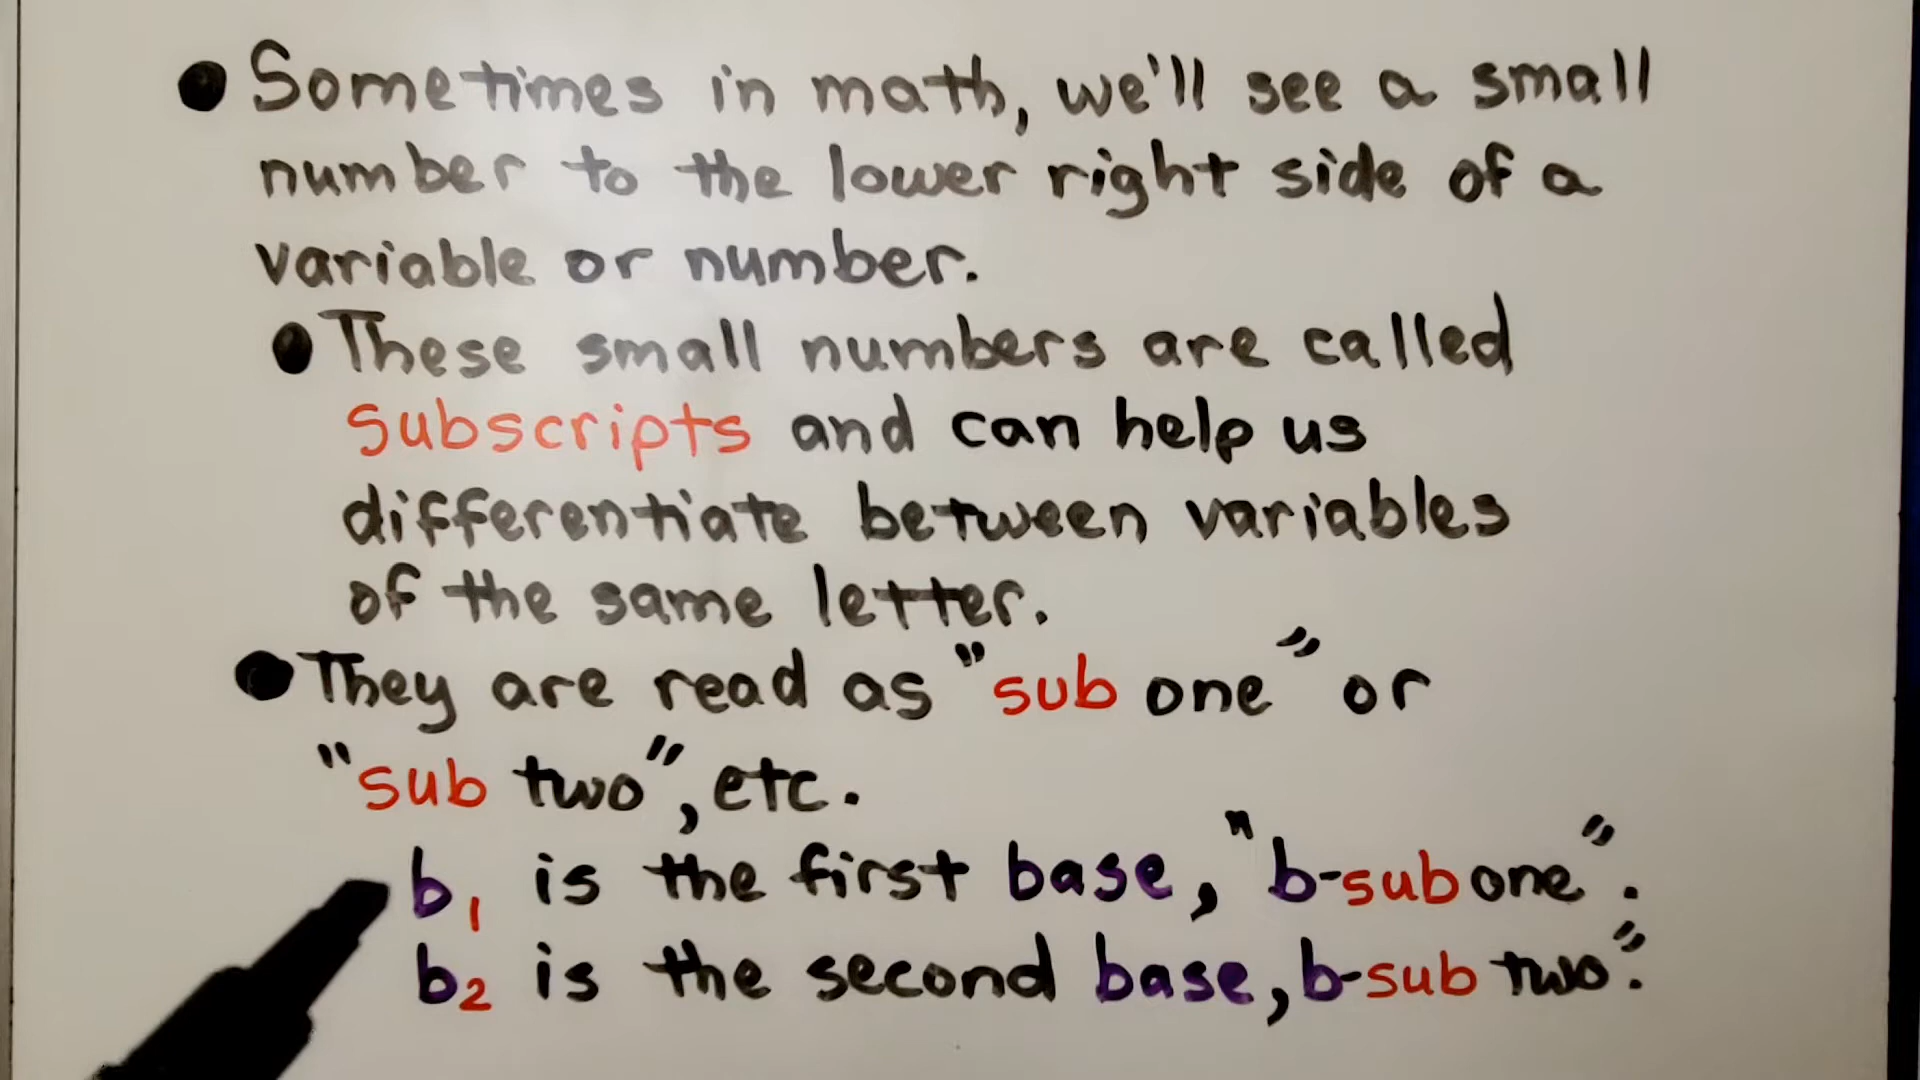 ● Sometimes in math, we'll see a small
number to the lower right side of a
variable or number.
● These small numbers are called
subscripts and can help us
differentiate between variables
of the same letter.
● They are read as "sub one" or
"sub two", etc.
b₁ is the first base, "b-sub one".
b₂ is the second base, b-sub two".